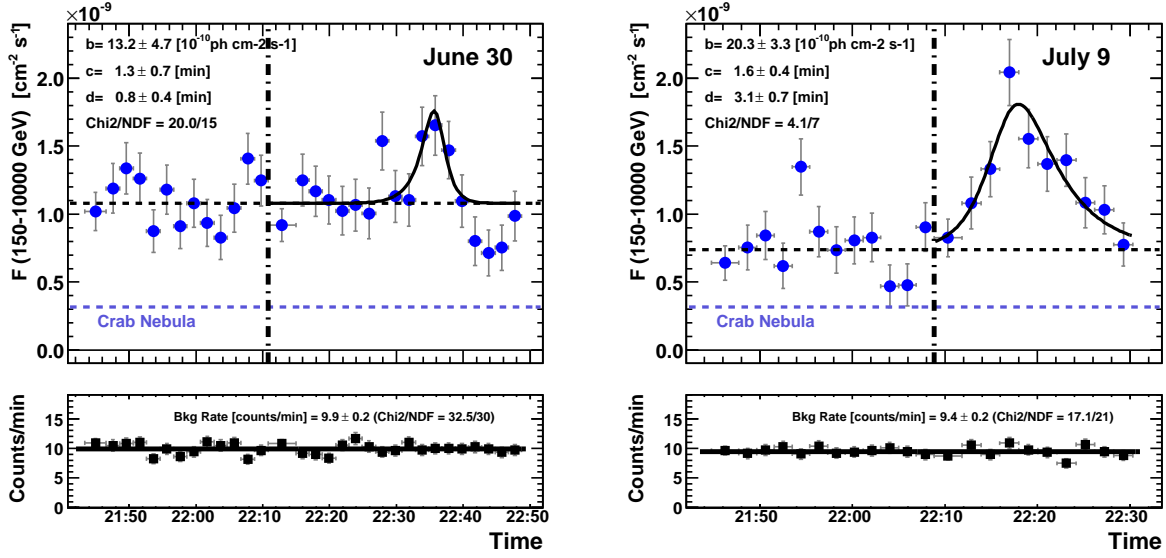 ×10⁻⁹
F (150-10000 GeV) [cm⁻² s⁻¹]
b= 13.2 ± 4.7 [10⁻¹⁰ph cm-2 s-1]
c= 1.3 ± 0.7 [min]
d= 0.8 ± 0.4 [min]
Chi2/NDF = 20.0/15
June 30
2.0
1.5
1.0
0.5
0.0
Crab Nebula
Counts/min
Bkg Rate [counts/min] = 9.9 ± 0.2 (Chi2/NDF = 32.5/30)
15
10
5
0
21:50 22:00 22:10 22:20 22:30 22:40 22:50
Time
×10⁻⁹
F (150-10000 GeV) [cm⁻² s⁻¹]
b= 20.3 ± 3.3 [10⁻¹⁰ph cm-2 s-1]
c= 1.6 ± 0.4 [min]
d= 3.1 ± 0.7 [min]
Chi2/NDF = 4.1/7
July 9
2.0
1.5
1.0
0.5
0.0
Crab Nebula
Counts/min
Bkg Rate [counts/min] = 9.4 ± 0.2 (Chi2/NDF = 17.1/21)
15
10
5
0
21:50 22:00 22:10 22:20 22:30
Time